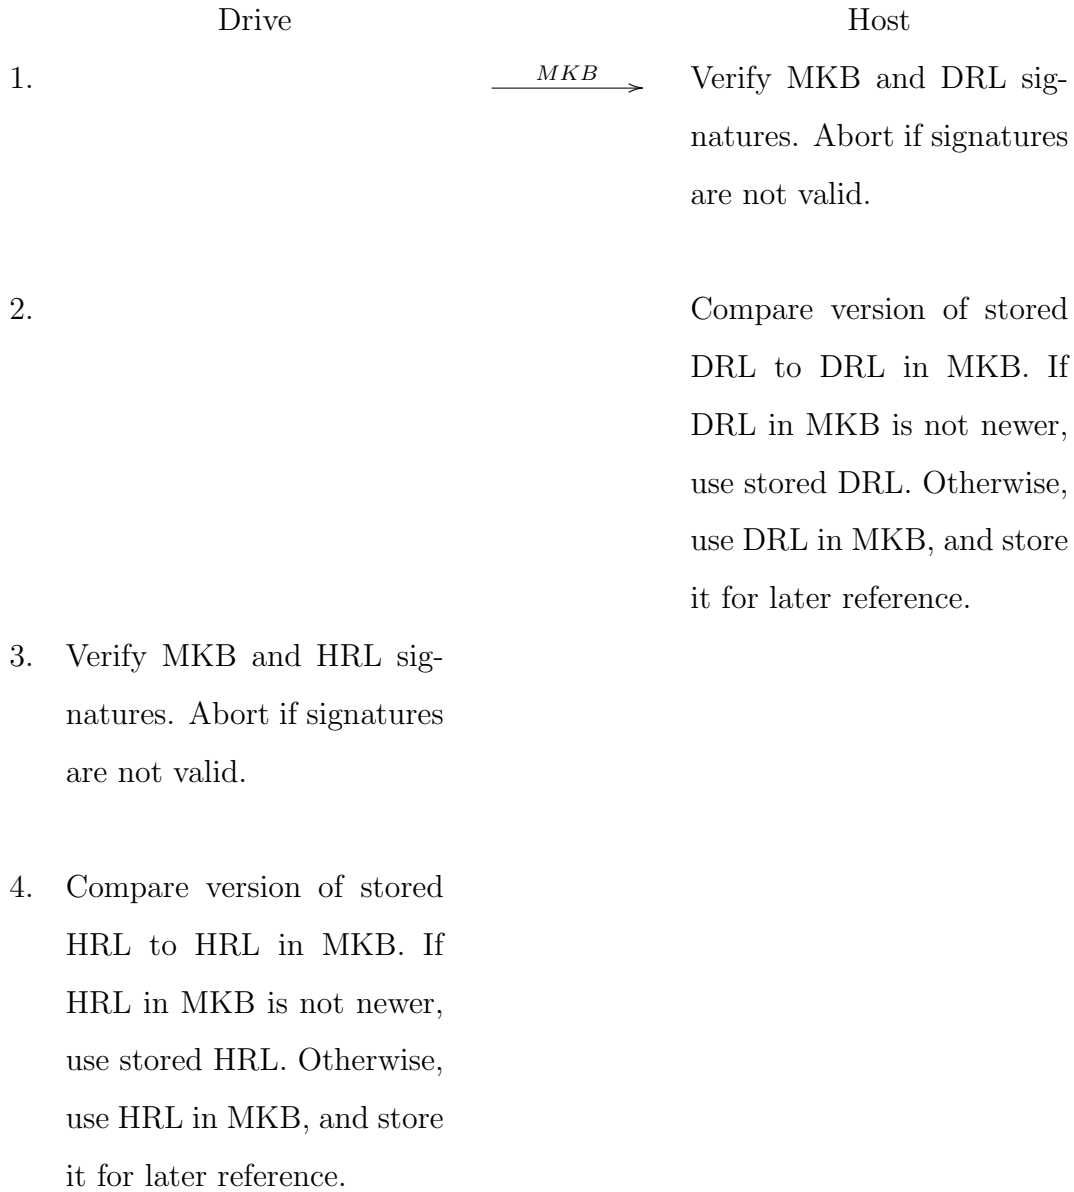 Drive Host
1. MKB Verify MKB and DRL sig-
natures. Abort if signatures
are not valid.
2. Compare version of stored
DRL to DRL in MKB. If
DRL in MKB is not newer,
use stored DRL. Otherwise,
use DRL in MKB, and store
it for later reference.
3. Verify MKB and HRL sig-
natures. Abort if signatures
are not valid.
4. Compare version of stored
HRL to HRL in MKB. If
HRL in MKB is not newer,
use stored HRL. Otherwise,
use HRL in MKB, and store
it for later reference.